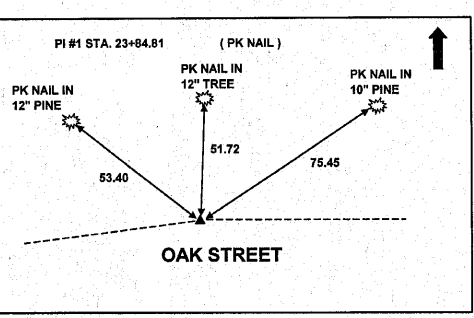 PI #1 STA. 23+84.81 ( PK NAIL )
PK NAIL IN
12" PINE
PK NAIL IN
12" TREE
PK NAIL IN
10" PINE
53.40
51.72
75.45
OAK STREET